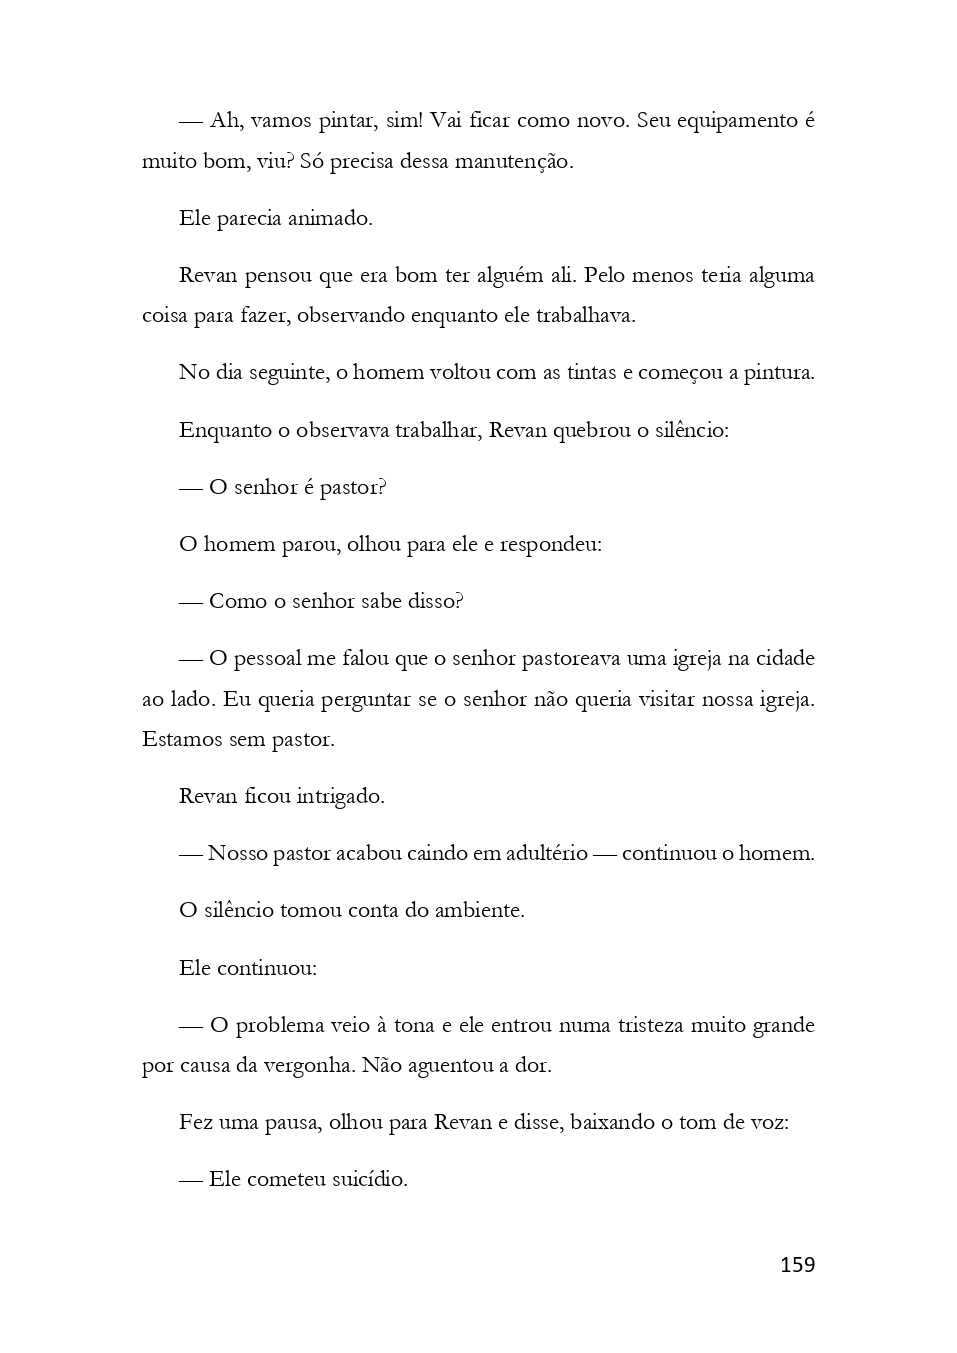 — Ah, vamos pintar, sim! Vai ficar como novo. Seu equipamento é
muito bom, viu? Só precisa dessa manutenção.
Ele parecia animado.
Revan pensou que era bom ter alguém ali. Pelo menos teria alguma
coisa para fazer, observando enquanto ele trabalhava.
No dia seguinte, o homem voltou com as tintas e começou a pintura.
Enquanto o observava trabalhar, Revan quebrou o silêncio:
— O senhor é pastor?
O homem parou, olhou para ele e respondeu:
— Como o senhor sabe disso?
— O pessoal me falou que o senhor pastoreava uma igreja na cidade
ao lado. Eu queria perguntar se o senhor não queria visitar nossa igreja.
Estamos sem pastor.
Revan ficou intrigado.
— Nosso pastor acabou caindo em adultério — continuou o homem.
O silêncio tomou conta do ambiente.
Ele continuou:
— O problema veio à tona e ele entrou numa tristeza muito grande
por causa da vergonha. Não aguentou a dor.
Fez uma pausa, olhou para Revan e disse, baixando o tom de voz:
— Ele cometeu suicídio.
159